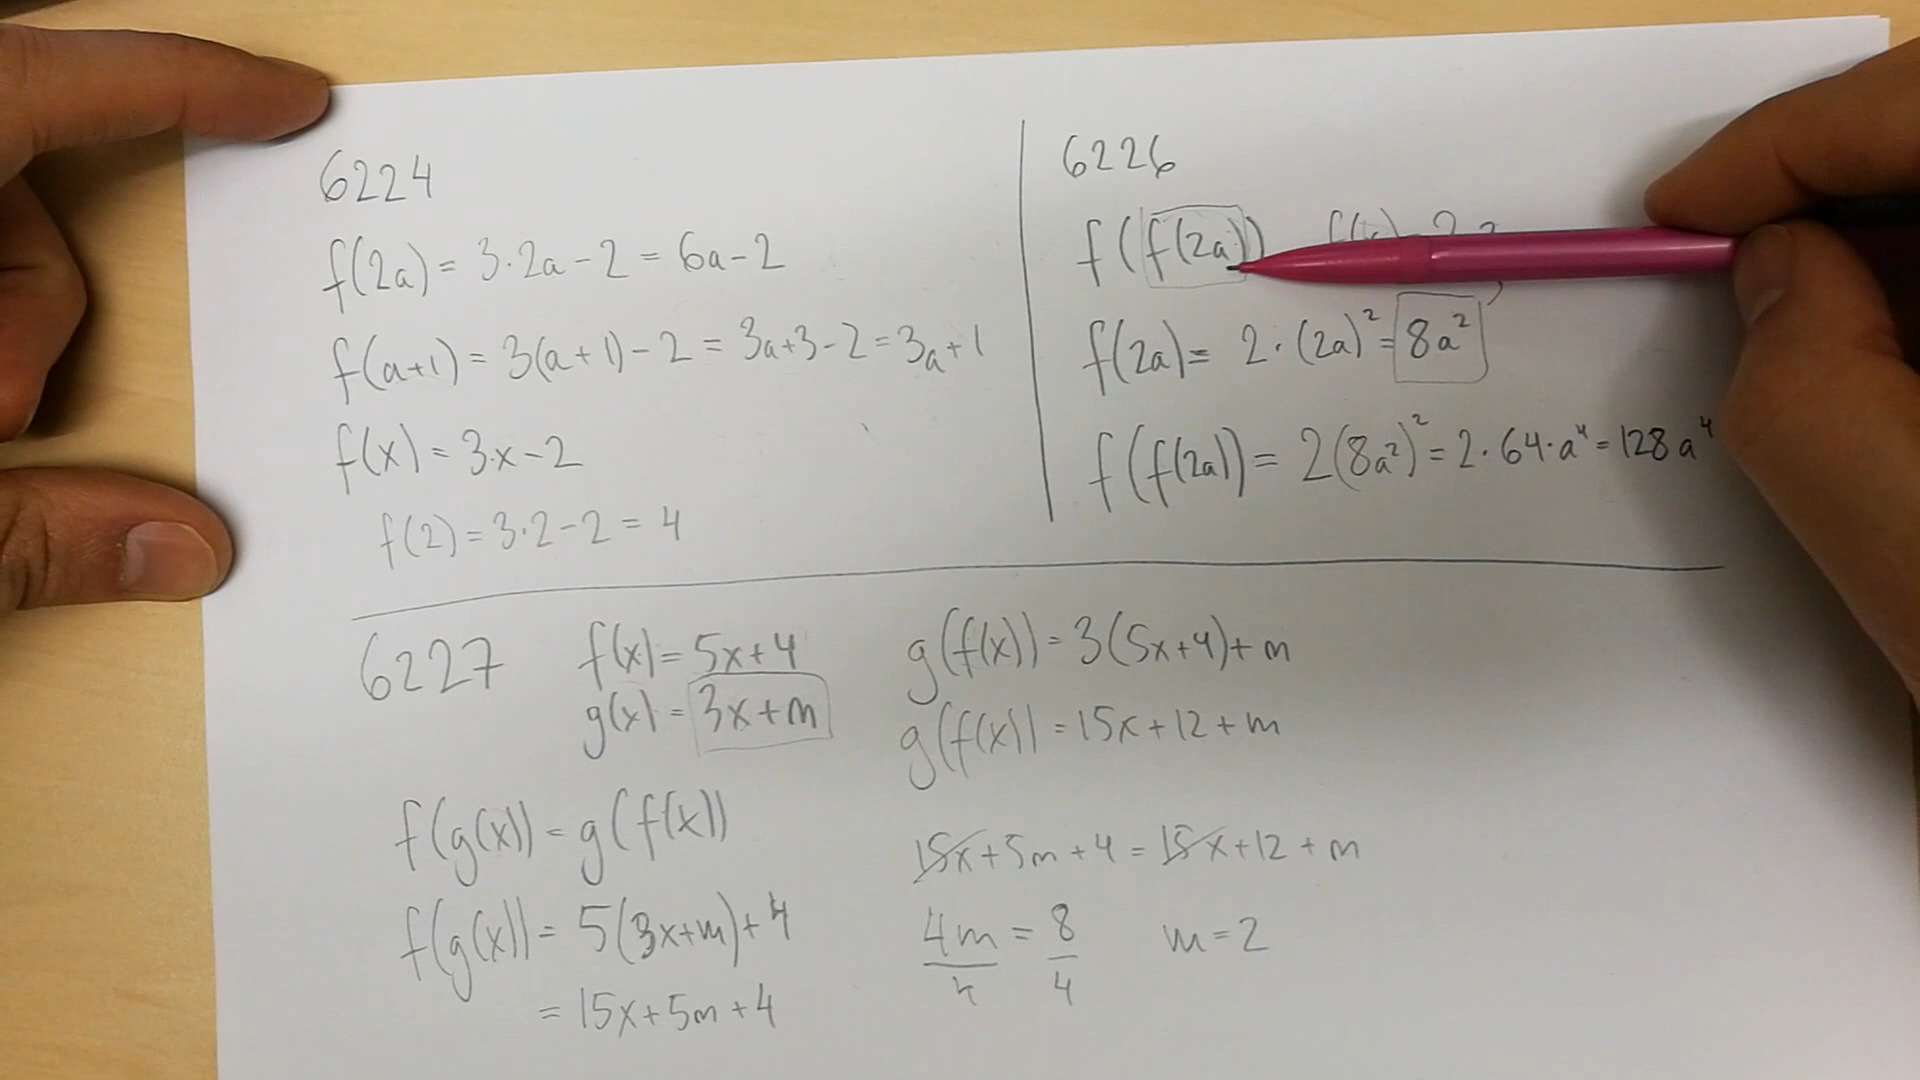 6224
f(2a) = 3·2a - 2 = 6a - 2
f(a+1) = 3(a+1) - 2 = 3a+3-2 = 3a+1
f(x) = 3·x - 2
f(2) = 3·2 - 2 = 4
6226
f(f(2a))
f(2a) = 2·(2a)² = 8a²
f(f(2a)) = 2(8a²)² = 2·64·a⁴ = 128a⁴
6227
f(x) = 5x+4
g(x) = 3x+m
f(g(x)) = g(f(x))
f(g(x)) = 5(3x+m)+4
= 15x+5m+4
g(f(x)) = 3(5x+4)+m
g(f(x)) = 15x+12+m
15x+5m+4 = 15x+12+m
4m/4 = 8/4 m=2